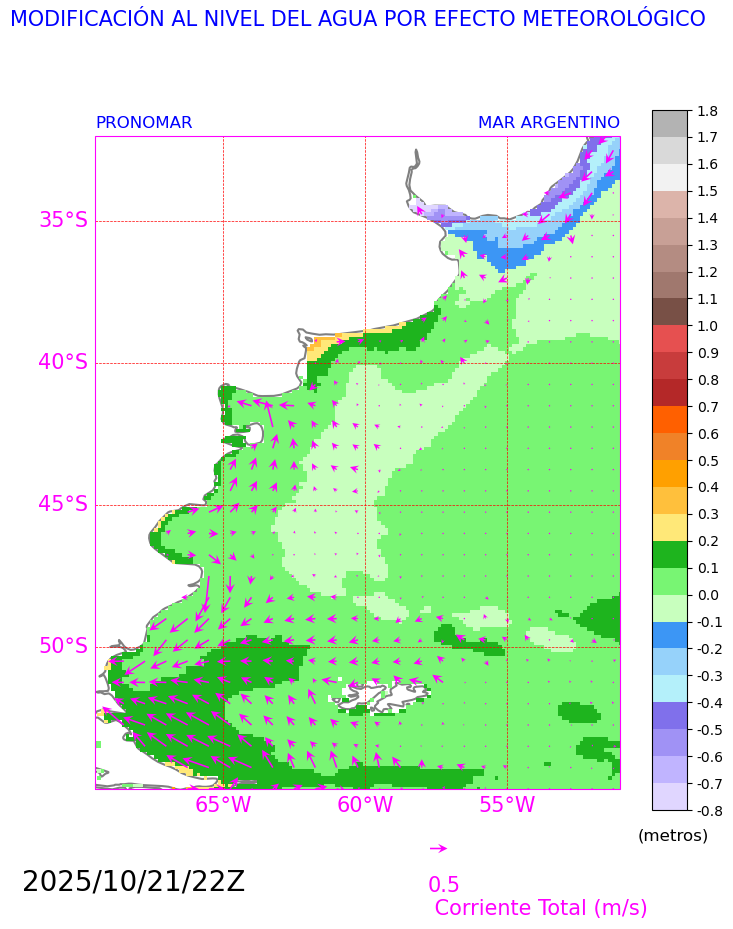 MODIFICACIÓN AL NIVEL DEL AGUA POR EFECTO METEOROLÓGICO
PRONOMAR MAR ARGENTINO
1.8
1.7
1.6
1.5
1.4
1.3
1.2
1.1
1.0
0.9
0.8
0.7
0.6
0.5
0.4
0.3
0.2
0.1
0.0
-0.1
-0.2
-0.3
-0.4
-0.5
-0.6
-0.7
-0.8
(metros)
35°S
40°S
45°S
50°S
65°W 60°W 55°W
2025/10/21/22Z
0.5
Corriente Total (m/s)